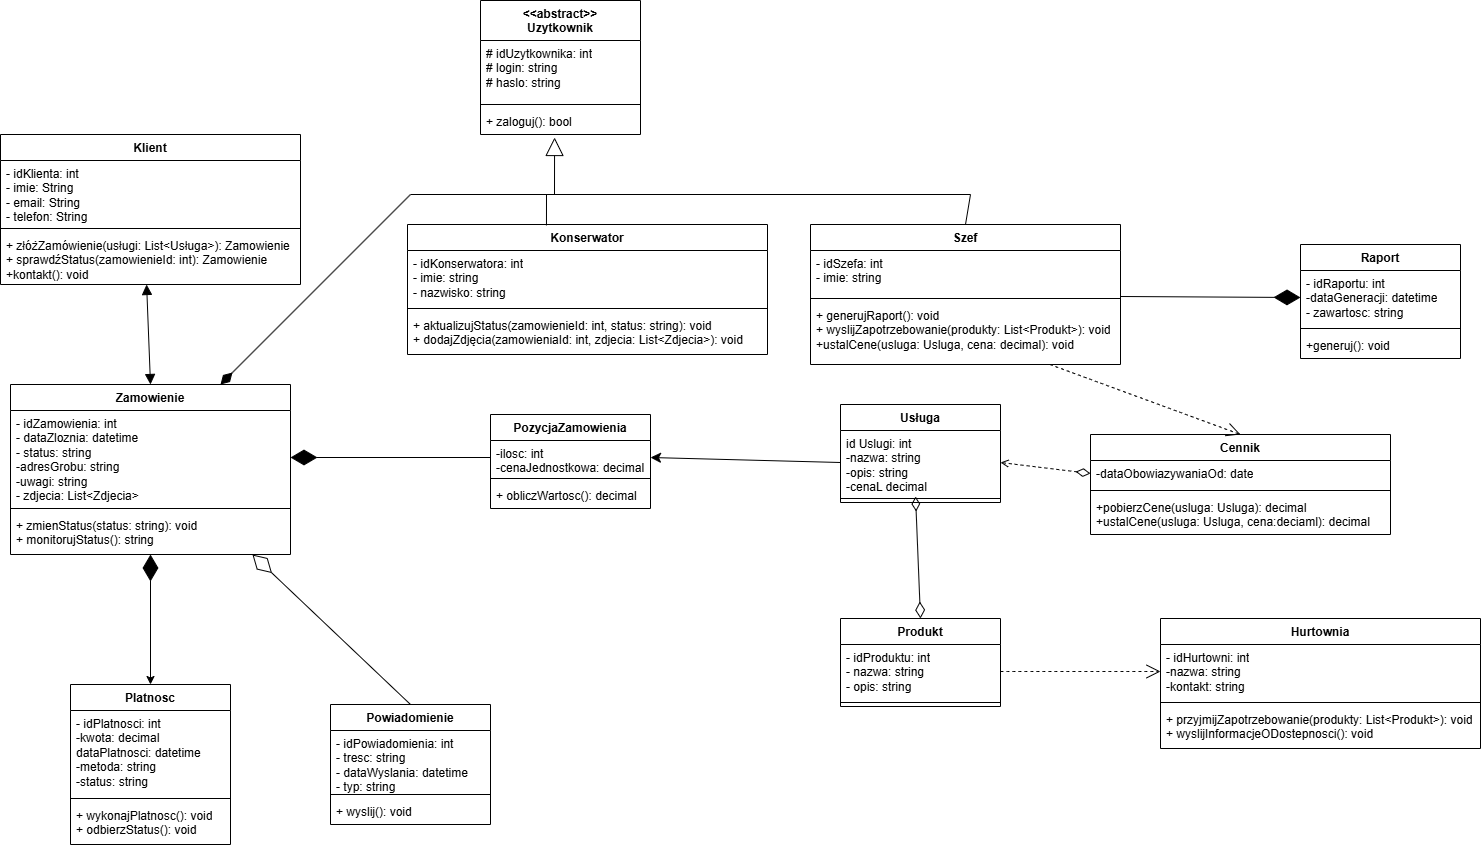 <<abstract>>
Uzytkownik
# idUzytkownika: int
# login: string
# haslo: string
+ zaloguj(): bool
Klient
- idKlienta: int
- imie: String
- email: String
- telefon: String
+ złóżZamówienie(usługi: List<Usługa>): Zamowienie
+ sprawdźStatus(zamowienieId: int): Zamowienie
+kontakt(): void
Konserwator
- idKonserwatora: int
- imie: string
- nazwisko: string
+ aktualizujStatus(zamowienieId: int, status: string): void
+ dodajZdjęcia(zamowieniaId: int, zdjecia: List<Zdjecia>): void
Szef
- idSzefa: int
- imie: string
+ generujRaport(): void
+ wyslijZapotrzebowanie(produkty: List<Produkt>): void
+ustalCene(usluga: Usluga, cena: decimal): void
Raport
- idRaportu: int
-dataGeneracji: datetime
- zawartosc: string
+generuj(): void
Zamowienie
- idZamowienia: int
- dataZloznia: datetime
- status: string
-adresGrobu: string
-uwagi: string
- zdjecia: List<Zdjecia>
+ zmienStatus(status: string): void
+ monitorujStatus(): string
PozycjaZamowienia
-ilosc: int
-cenaJednostkowa: decimal
+ obliczWartosc(): decimal
Usługa
id Uslugi: int
-nazwa: string
-opis: string
-cenaL decimal
Cennik
-dataObowiazywaniaOd: date
+pobierzCene(usluga: Usluga): decimal
+ustalCene(usluga: Usluga, cena:deciaml): decimal
Produkt
- idProduktu: int
- nazwa: string
- opis: string
Hurtownia
- idHurtowni: int
-nazwa: string
-kontakt: string
+ przyjmijZapotrzebowanie(produkty: List<Produkt>): void
+ wyslijInformacjeODostepnosci(): void
Platnosc
- idPlatnosci: int
-kwota: decimal
dataPlatnosci: datetime
-metoda: string
-status: string
+ wykonajPlatnosc(): void
+ odbierzStatus(): void
Powiadomienie
- idPowiadomienia: int
- tresc: string
- dataWyslania: datetime
- typ: string
+ wyslij(): void